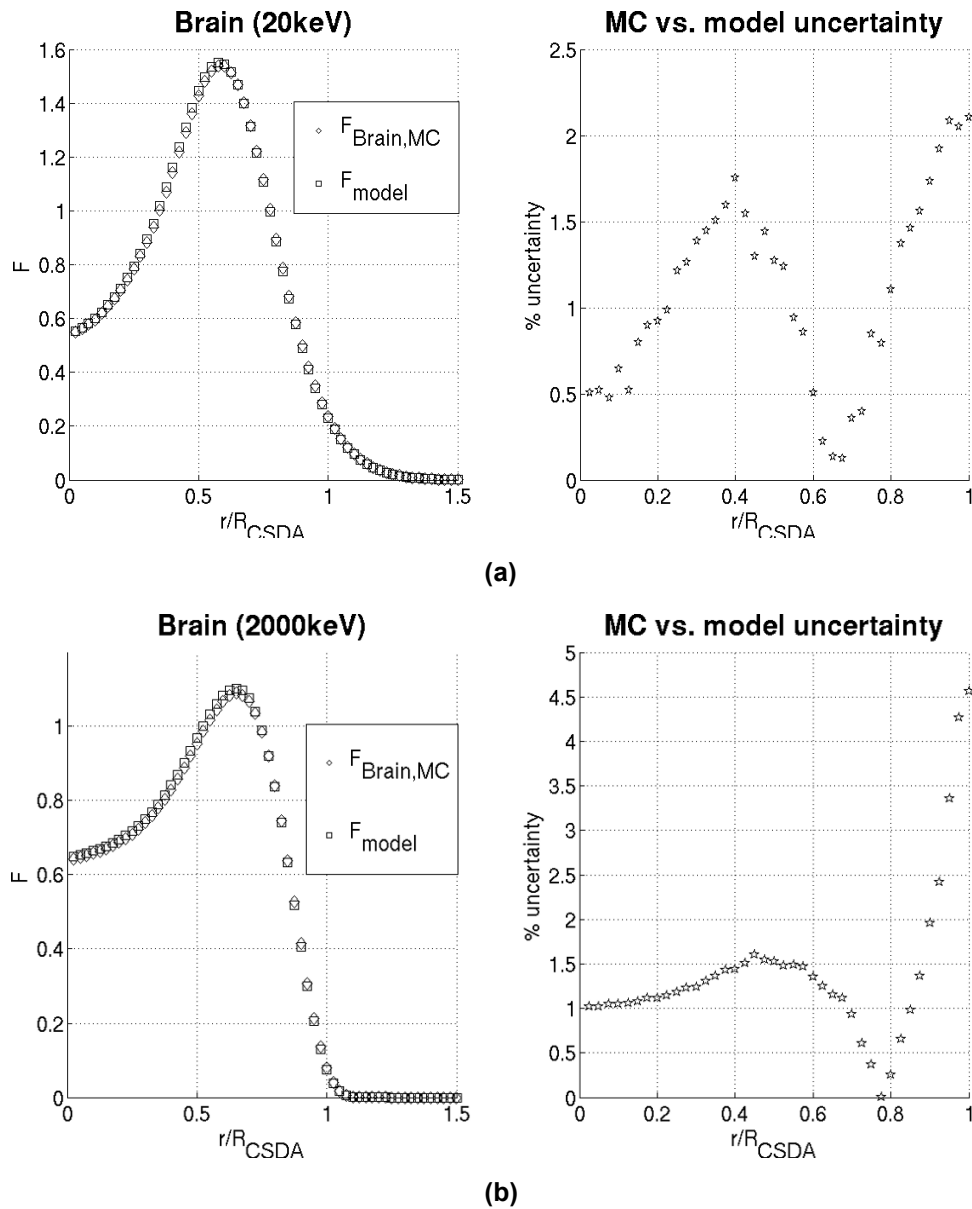 Brain (20keV)
1.6
1.4
1.2
1
0.8
0.6
0.4
0.2
0
F
F_Brain,MC
F_model
0 0.5 1 1.5
r/R_CSDA
MC vs. model uncertainty
2.5
2
1.5
1
0.5
0
% uncertainty
0 0.2 0.4 0.6 0.8 1
r/R_CSDA
(a)
Brain (2000keV)
1
0.8
0.6
0.4
0.2
0
F
F_Brain,MC
F_model
0 0.5 1 1.5
r/R_CSDA
MC vs. model uncertainty
5
4.5
4
3.5
3
2.5
2
1.5
1
0.5
0
% uncertainty
0 0.2 0.4 0.6 0.8 1
r/R_CSDA
(b)